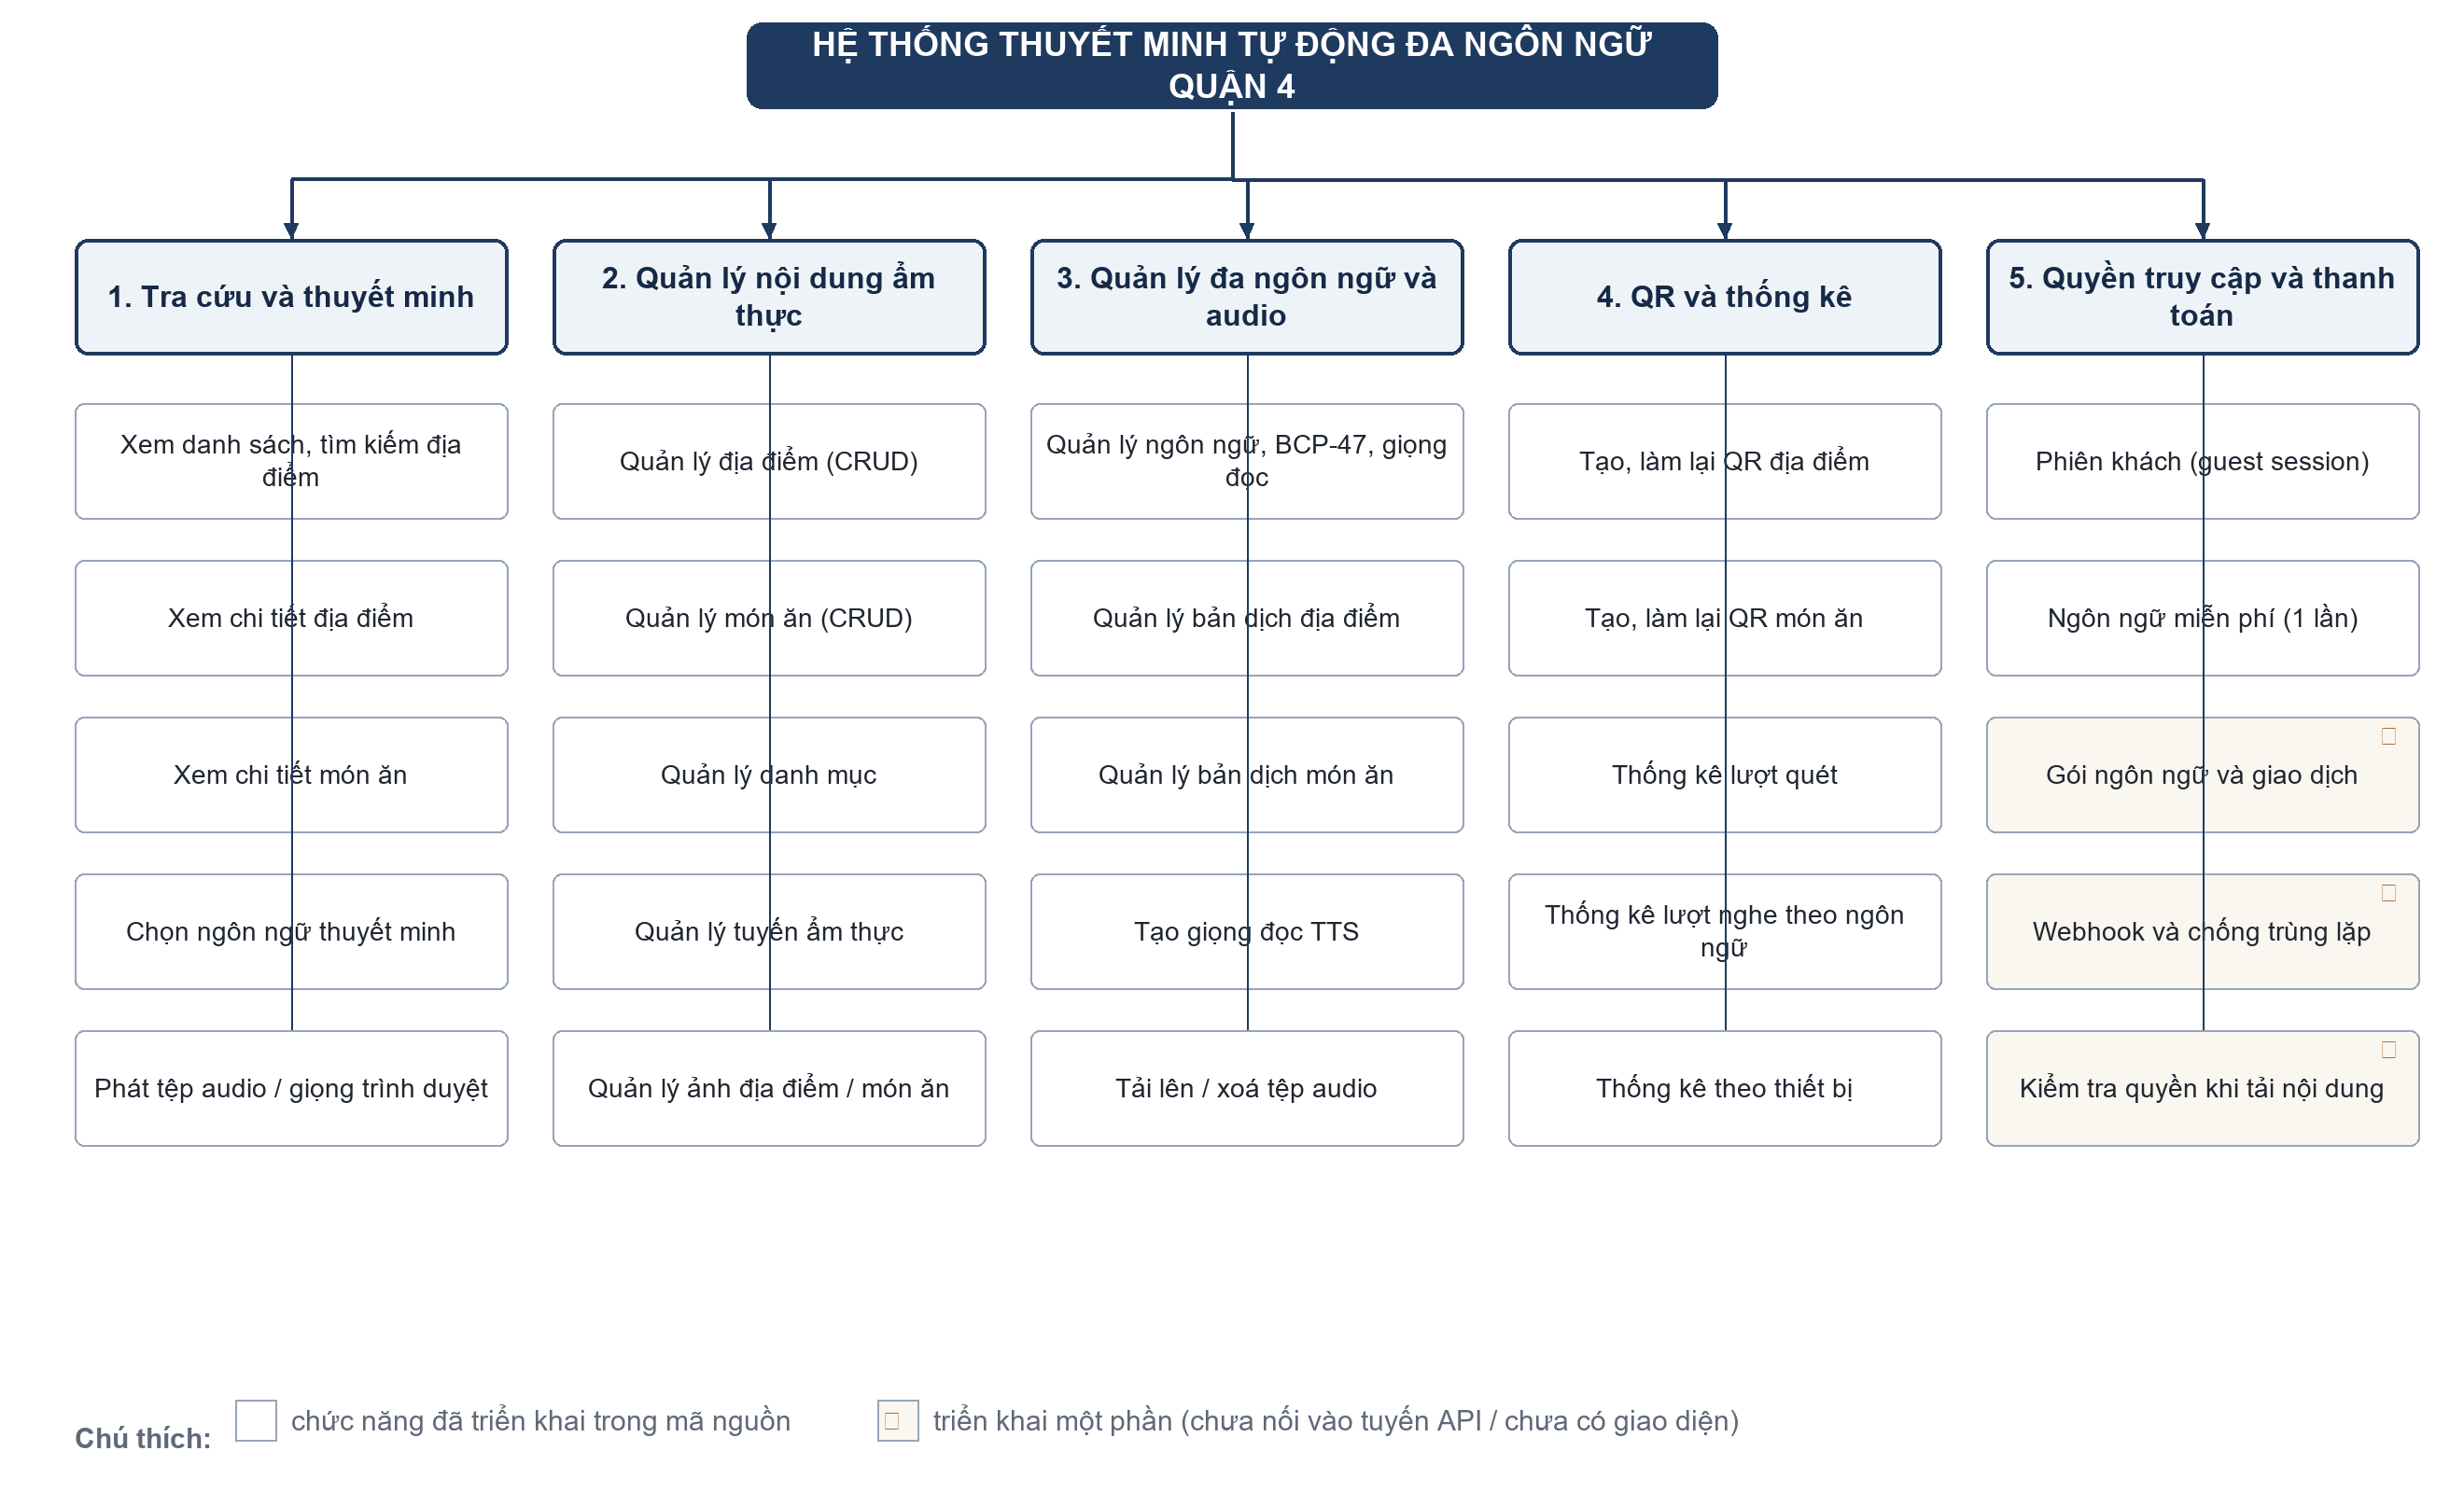 HỆ THỐNG THUYẾT MINH TỰ ĐỘNG ĐA NGÔN NGỮ
QUẬN 4
1. Tra cứu và thuyết minh
Xem danh sách, tìm kiếm địa
điểm
Xem chi tiết địa điểm
Xem chi tiết món ăn
Chọn ngôn ngữ thuyết minh
Phát tệp audio / giọng trình duyệt
2. Quản lý nội dung ẩm
thực
Quản lý địa điểm (CRUD)
Quản lý món ăn (CRUD)
Quản lý danh mục
Quản lý tuyến ẩm thực
Quản lý ảnh địa điểm / món ăn
3. Quản lý đa ngôn ngữ và
audio
Quản lý ngôn ngữ, BCP-47, giọng
đọc
Quản lý bản dịch địa điểm
Quản lý bản dịch món ăn
Tạo giọng đọc TTS
Tải lên / xoá tệp audio
4. QR và thống kê
Tạo, làm lại QR địa điểm
Tạo, làm lại QR món ăn
Thống kê lượt quét
Thống kê lượt nghe theo ngôn
ngữ
Thống kê theo thiết bị
5. Quyền truy cập và thanh
toán
Phiên khách (guest session)
Ngôn ngữ miễn phí (1 lần)
Gói ngôn ngữ và giao dịch
Webhook và chống trùng lặp
Kiểm tra quyền khi tải nội dung
Chú thích:
chức năng đã triển khai trong mã nguồn
triển khai một phần (chưa nối vào tuyến API / chưa có giao diện)